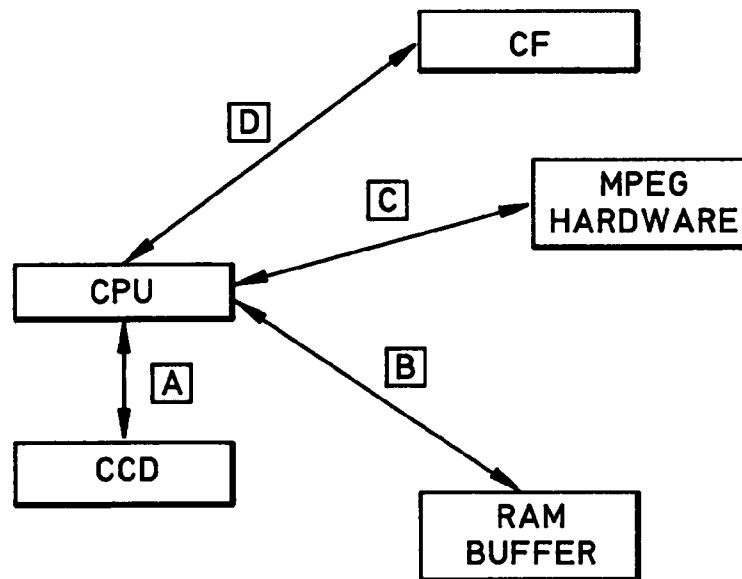 CF
D
MPEG
HARDWARE
C
CPU
B
A
CCD
RAM
BUFFER